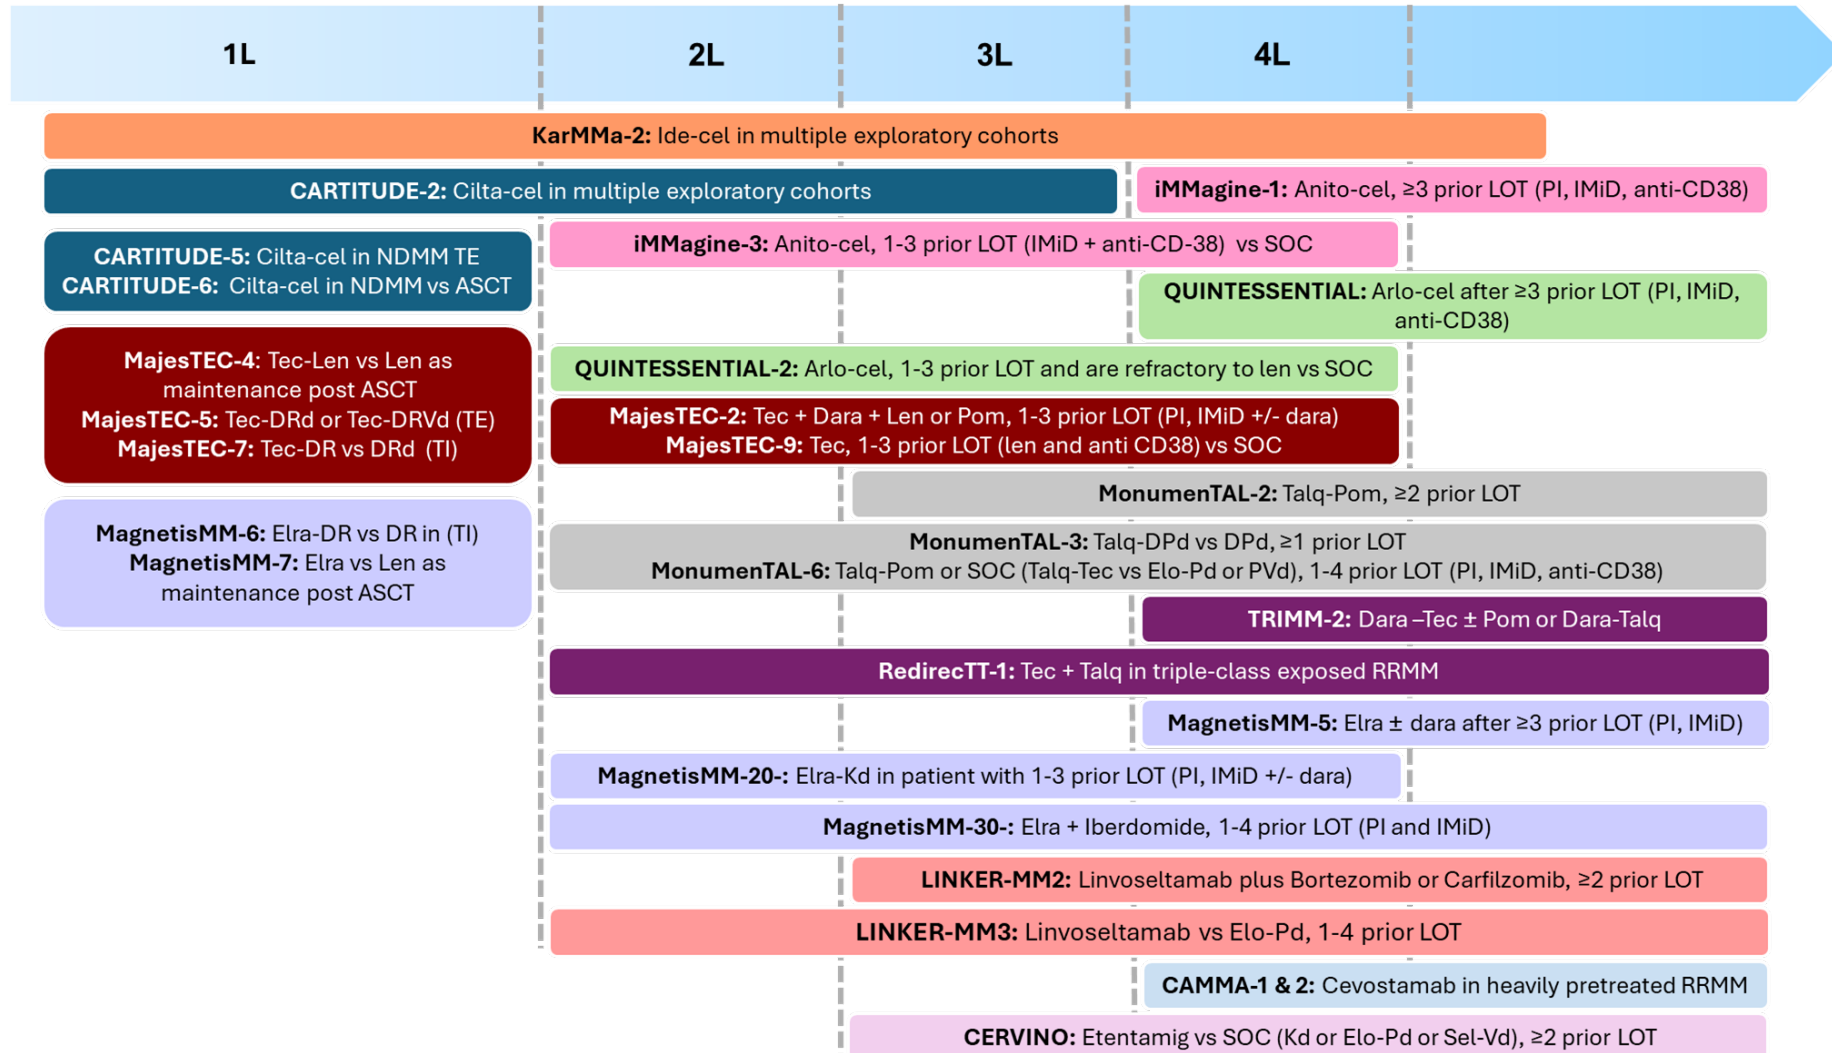 1L
2L
3L
4L
KarMMa-2: Ide-cel in multiple exploratory cohorts
CARTITUDE-2: Cilta-cel in multiple exploratory cohorts
iMMagine-1: Anito-cel, ≥3 prior LOT (PI, IMiD, anti-CD38)
iMMagine-3: Anito-cel, 1-3 prior LOT (IMiD + anti-CD-38) vs SOC
CARTITUDE-5: Cilta-cel in NDMM TE
CARTITUDE-6: Cilta-cel in NDMM vs ASCT
QUINTESSENTIAL: Arlo-cel after ≥3 prior LOT (PI, IMiD,
anti-CD38)
MajesTEC-4: Tec-Len vs Len as
maintenance post ASCT
MajesTEC-5: Tec-DRd or Tec-DRVd (TE)
MajesTEC-7: Tec-DR vs DRd (TI)
QUINTESSENTIAL-2: Arlo-cel, 1-3 prior LOT and are refractory to len vs SOC
MajesTEC-2: Tec + Dara + Len or Pom, 1-3 prior LOT (PI, IMiD +/- dara)
MajesTEC-9: Tec, 1-3 prior LOT (len and anti CD38) vs SOC
MonumenTAL-2: Talq-Pom, ≥2 prior LOT
MagnetisMM-6: Elra-DR vs DR in (TI)
MagnetisMM-7: Elra vs Len as
maintenance post ASCT
MonumenTAL-3: Talq-DPd vs DPd, ≥1 prior LOT
MonumenTAL-6: Talq-Pom or SOC (Talq-Tec vs Elo-Pd or PVd), 1-4 prior LOT (PI, IMiD, anti-CD38)
TRIMM-2: Dara –Tec ± Pom or Dara-Talq
RedirecTT-1: Tec + Talq in triple-class exposed RRMM
MagnetisMM-5: Elra ± dara after ≥3 prior LOT (PI, IMiD)
MagnetisMM-20-: Elra-Kd in patient with 1-3 prior LOT (PI, IMiD +/- dara)
MagnetisMM-30-: Elra + Iberdomide, 1-4 prior LOT (PI and IMiD)
LINKER-MM2: Linvoseltamab plus Bortezomib or Carfilzomib, ≥2 prior LOT
LINKER-MM3: Linvoseltamab vs Elo-Pd, 1-4 prior LOT
CAMMA-1 & 2: Cevostamab in heavily pretreated RRMM
CERVINO: Etentamig vs SOC (Kd or Elo-Pd or Sel-Vd), ≥2 prior LOT